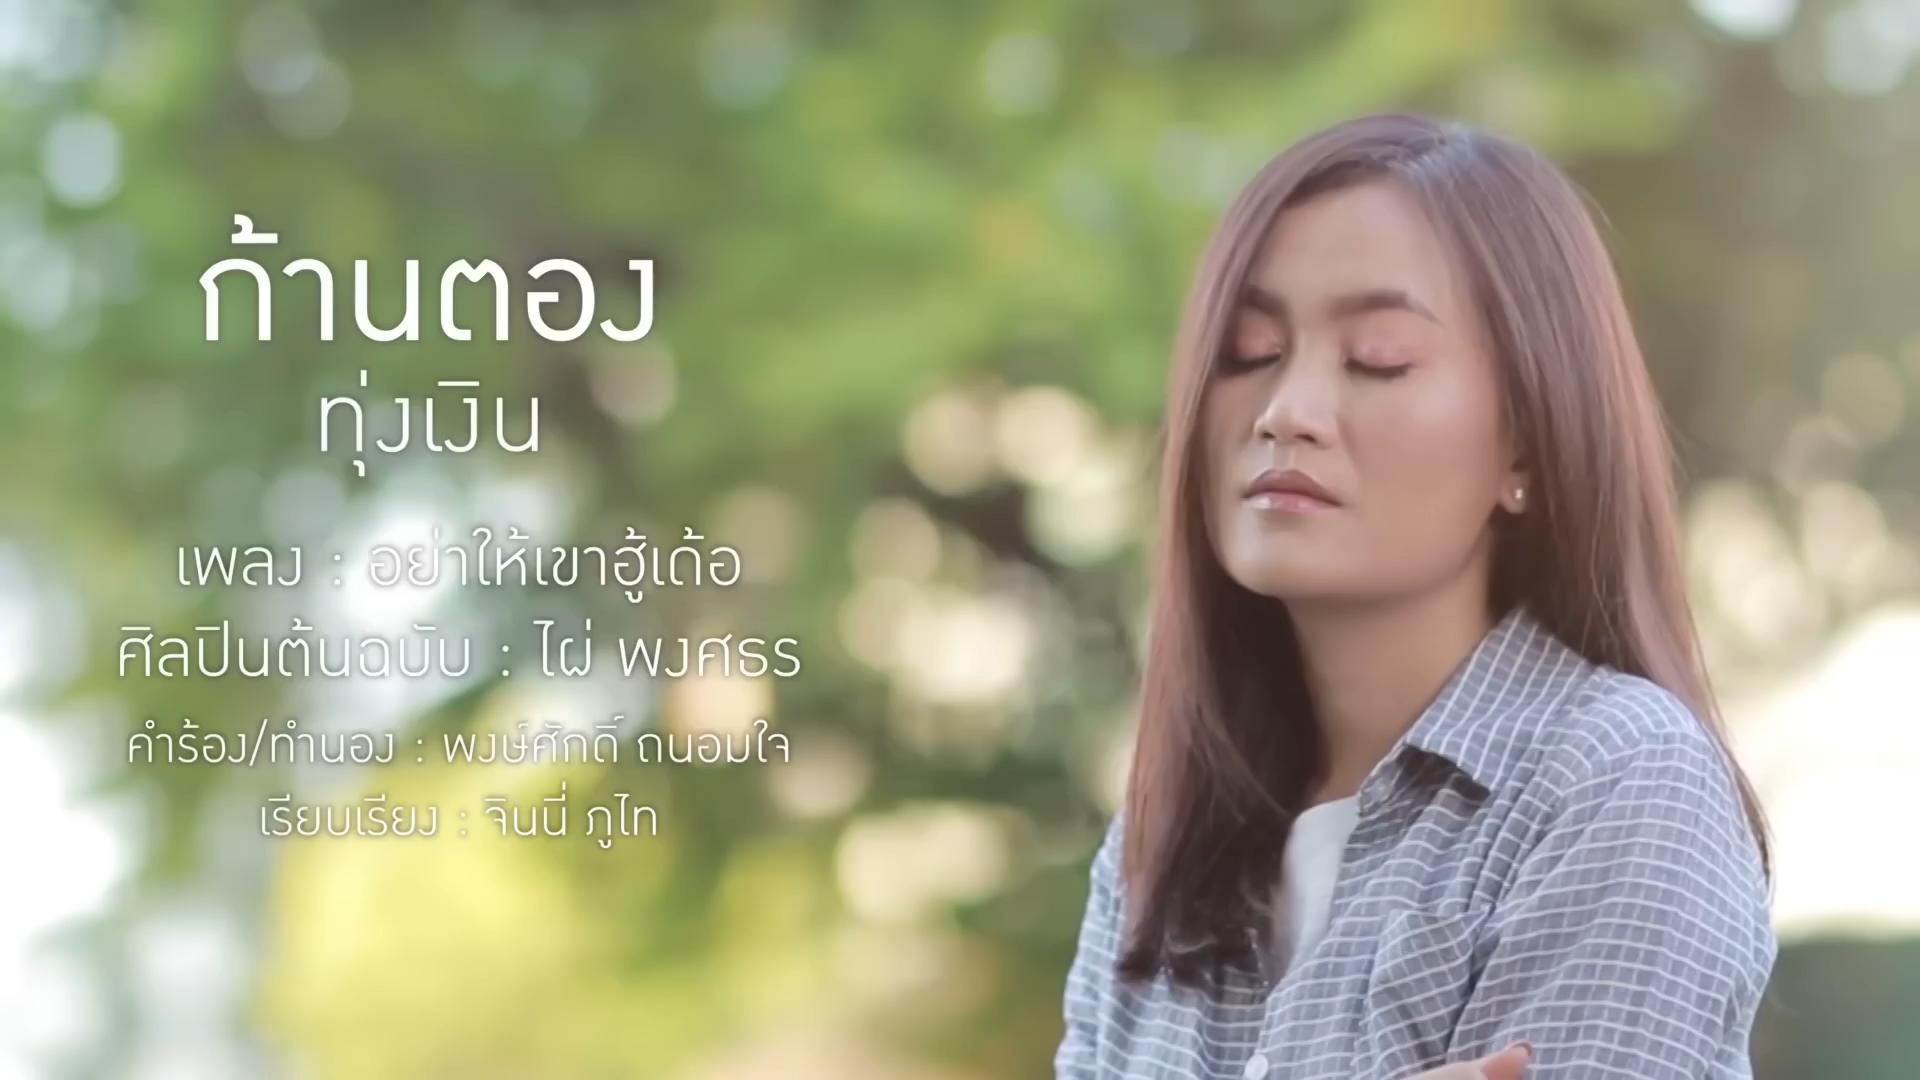 ก้านตอง
ทุ่งเงิน
เพลง : อย่าให้เขาฮู้เด้อ
ศิลปินต้นฉบับ : ไผ่ พงศธร
คำร้อง/ทำนอง : พงษ์ศักดิ์ ถนอมใจ
เรียบเรียง : จินนี่ ภูไท